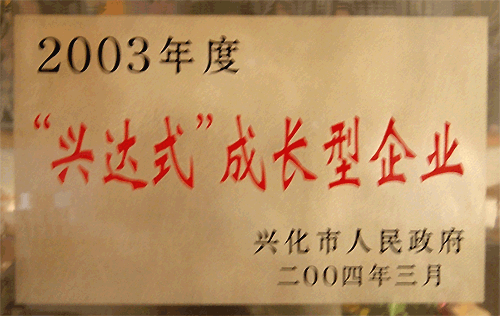 2003年度
“兴达式”成长型企业
兴化市人民政府
二00四年三月